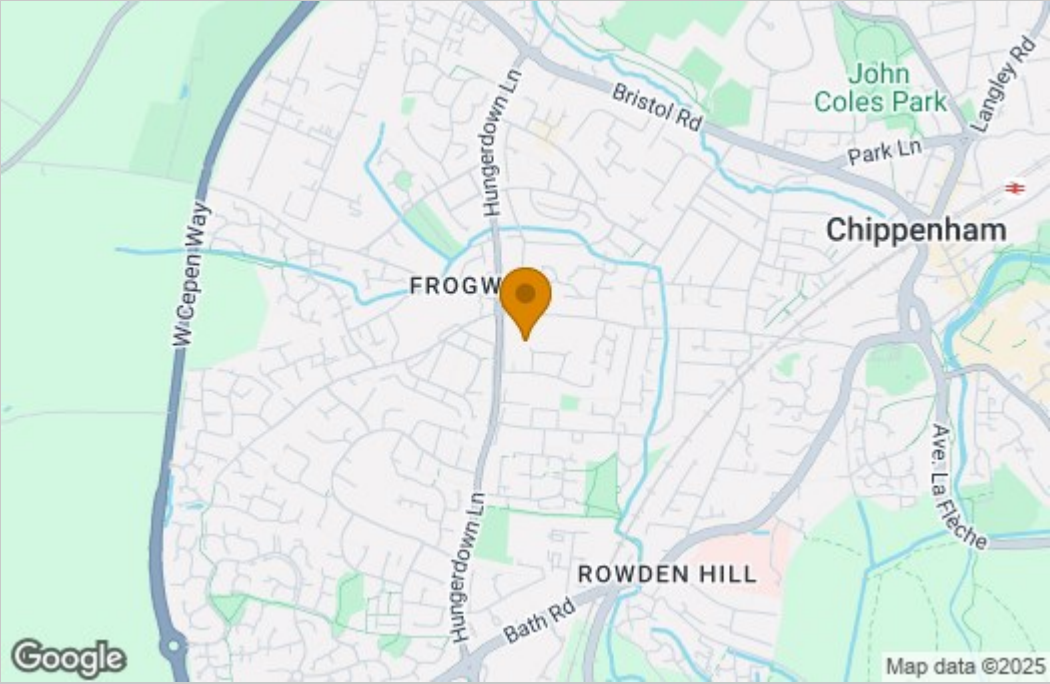 John
Coles Park
Langley Rd
Bristol Rd
Hungerdown Ln
Park Ln
Chippenham
W Cepen Way
FROGW
Ave. La Flèche
Hungerdown Ln
ROWDEN HILL
Bath Rd
Google
Map data ©2025